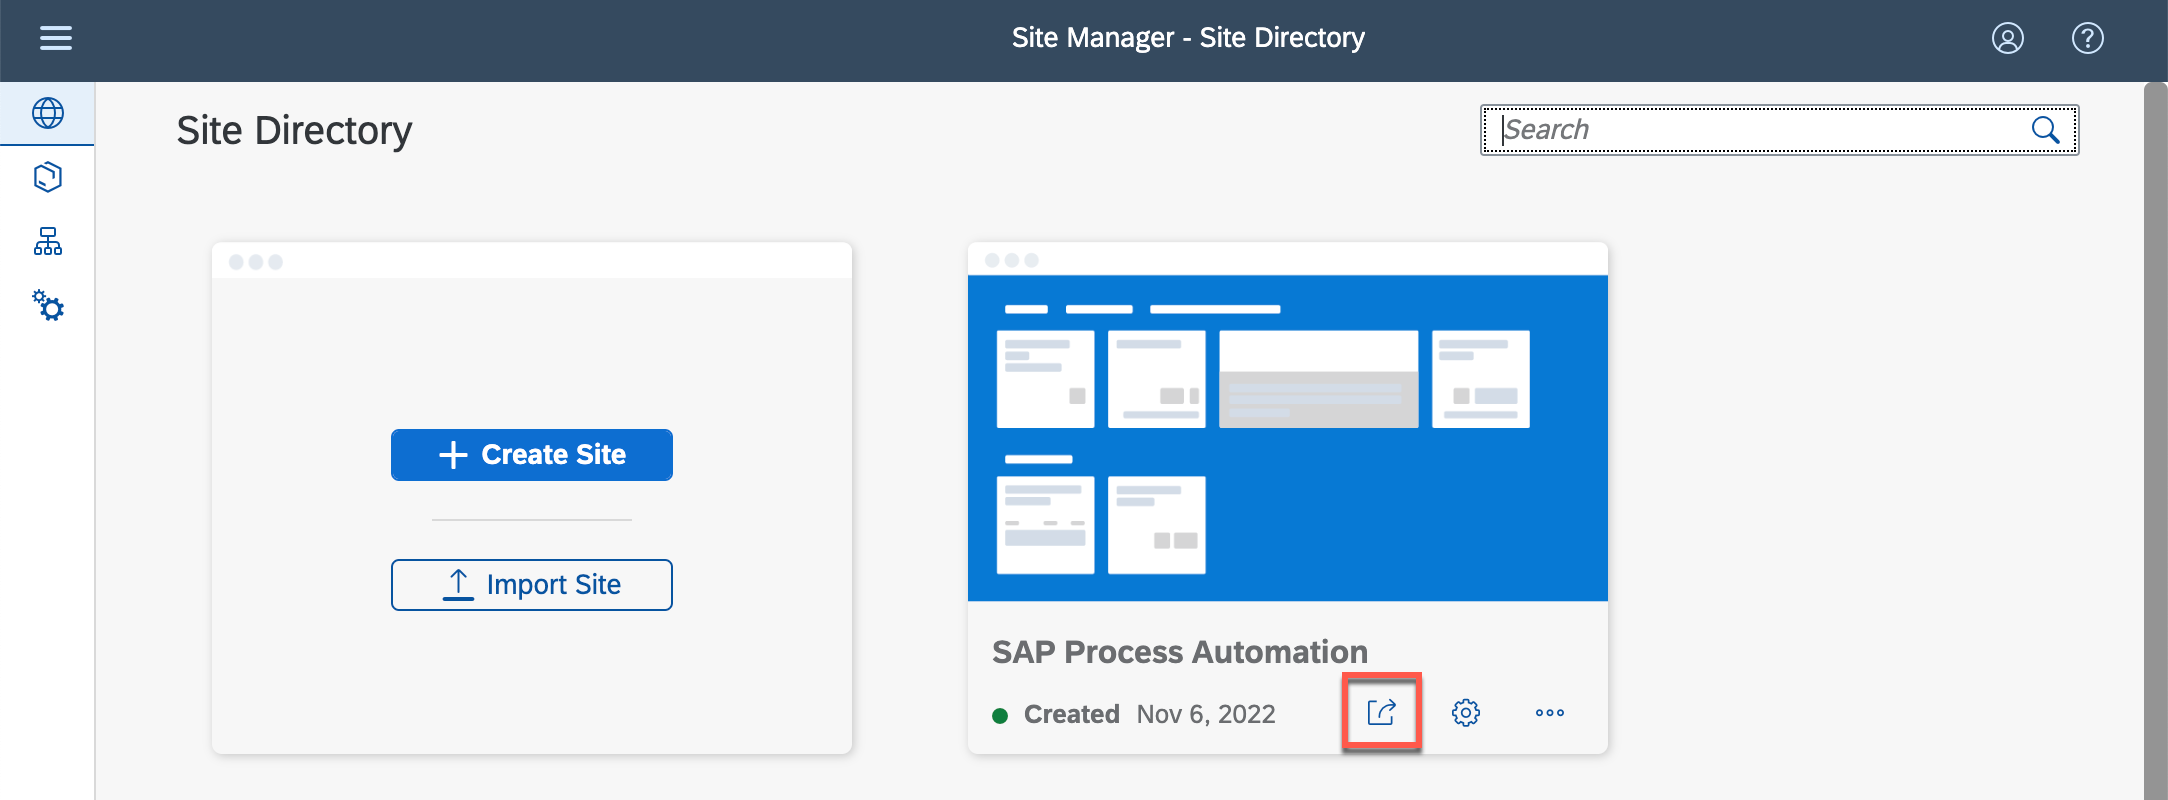 Site Manager - Site Directory
Site Directory
Search
Create Site
Import Site
SAP Process Automation
Created Nov 6, 2022